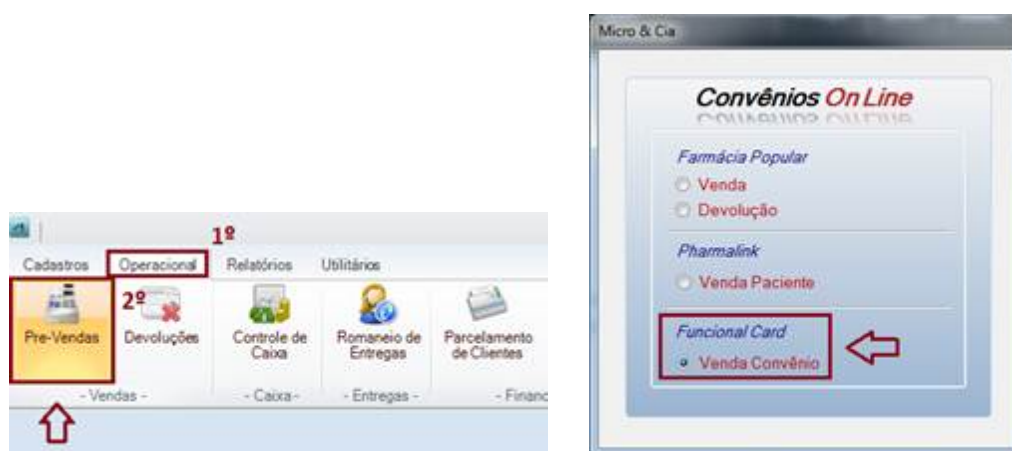 1º
Cadastros Operacional Relatórios Utilitários
2º
Pre-Vendas Devoluções Controle de Caixa Romaneio de Entregas Parcelamento de Clientes
- Vendas - - Caixa - - Entregas - - Financ
Micro & Cia
Convênios On Line
Farmácia Popular
Venda
Devolução
Pharmalink
Venda Paciente
Funcional Card
Venda Convênio